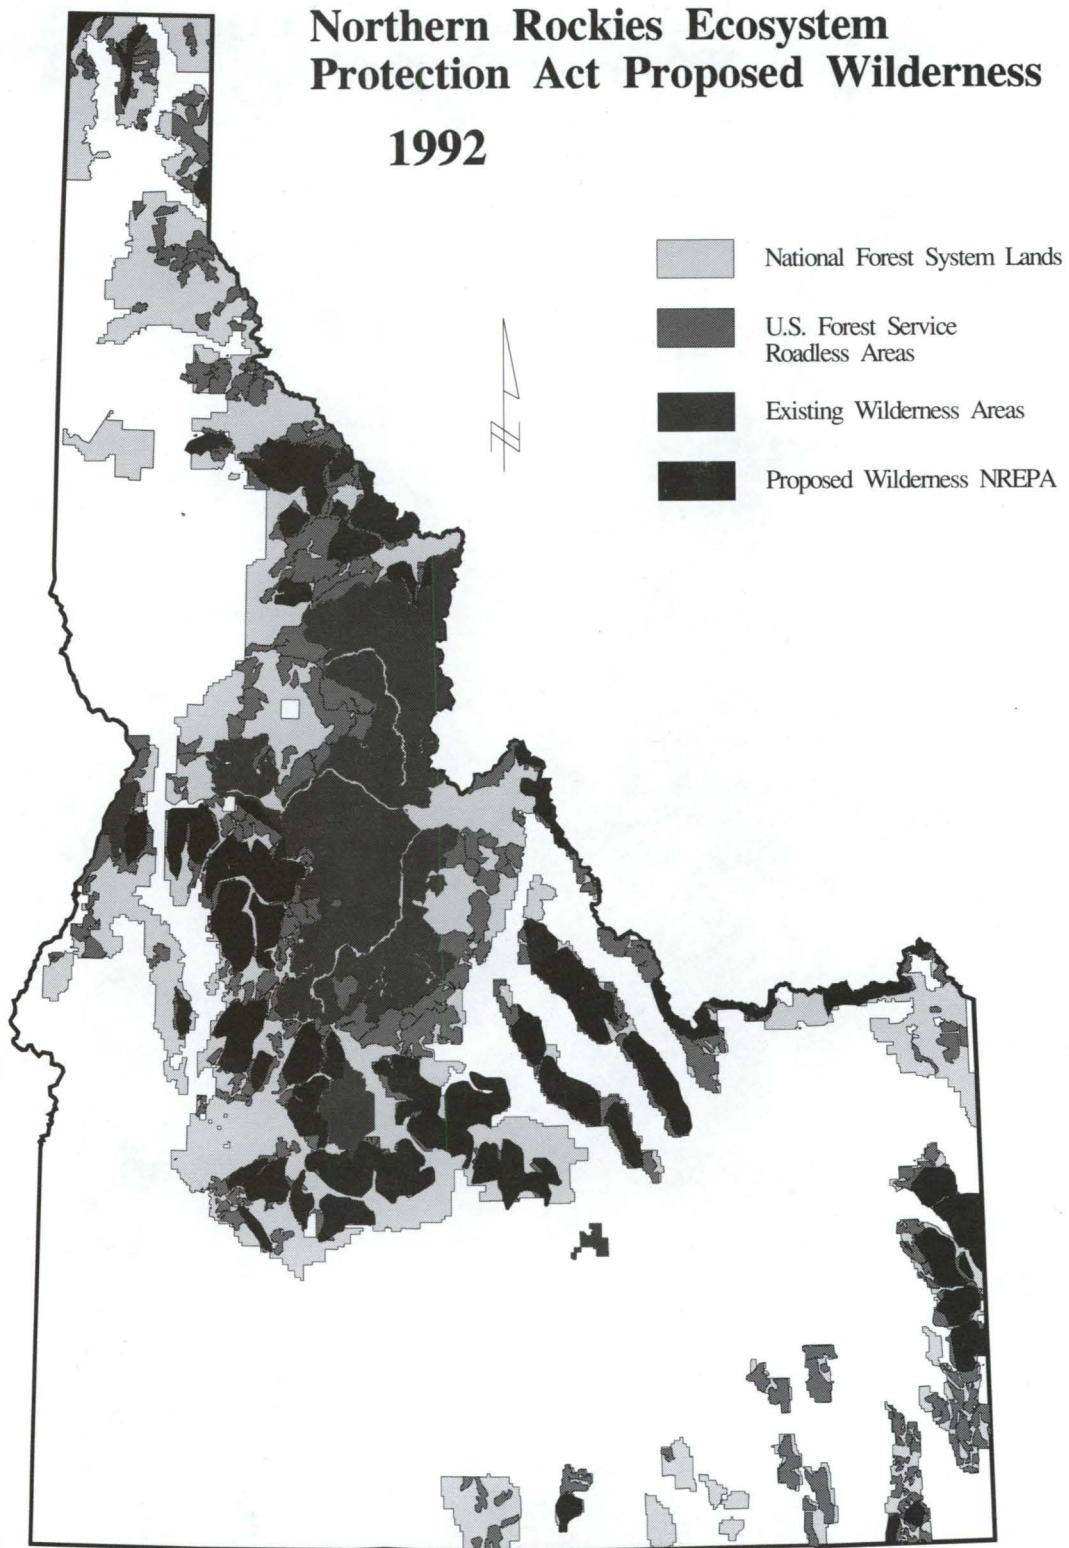 Northern Rockies Ecosystem
Protection Act Proposed Wilderness
1992
National Forest System Lands
U.S. Forest Service
Roadless Areas
Existing Wilderness Areas
Proposed Wilderness NREPA
N